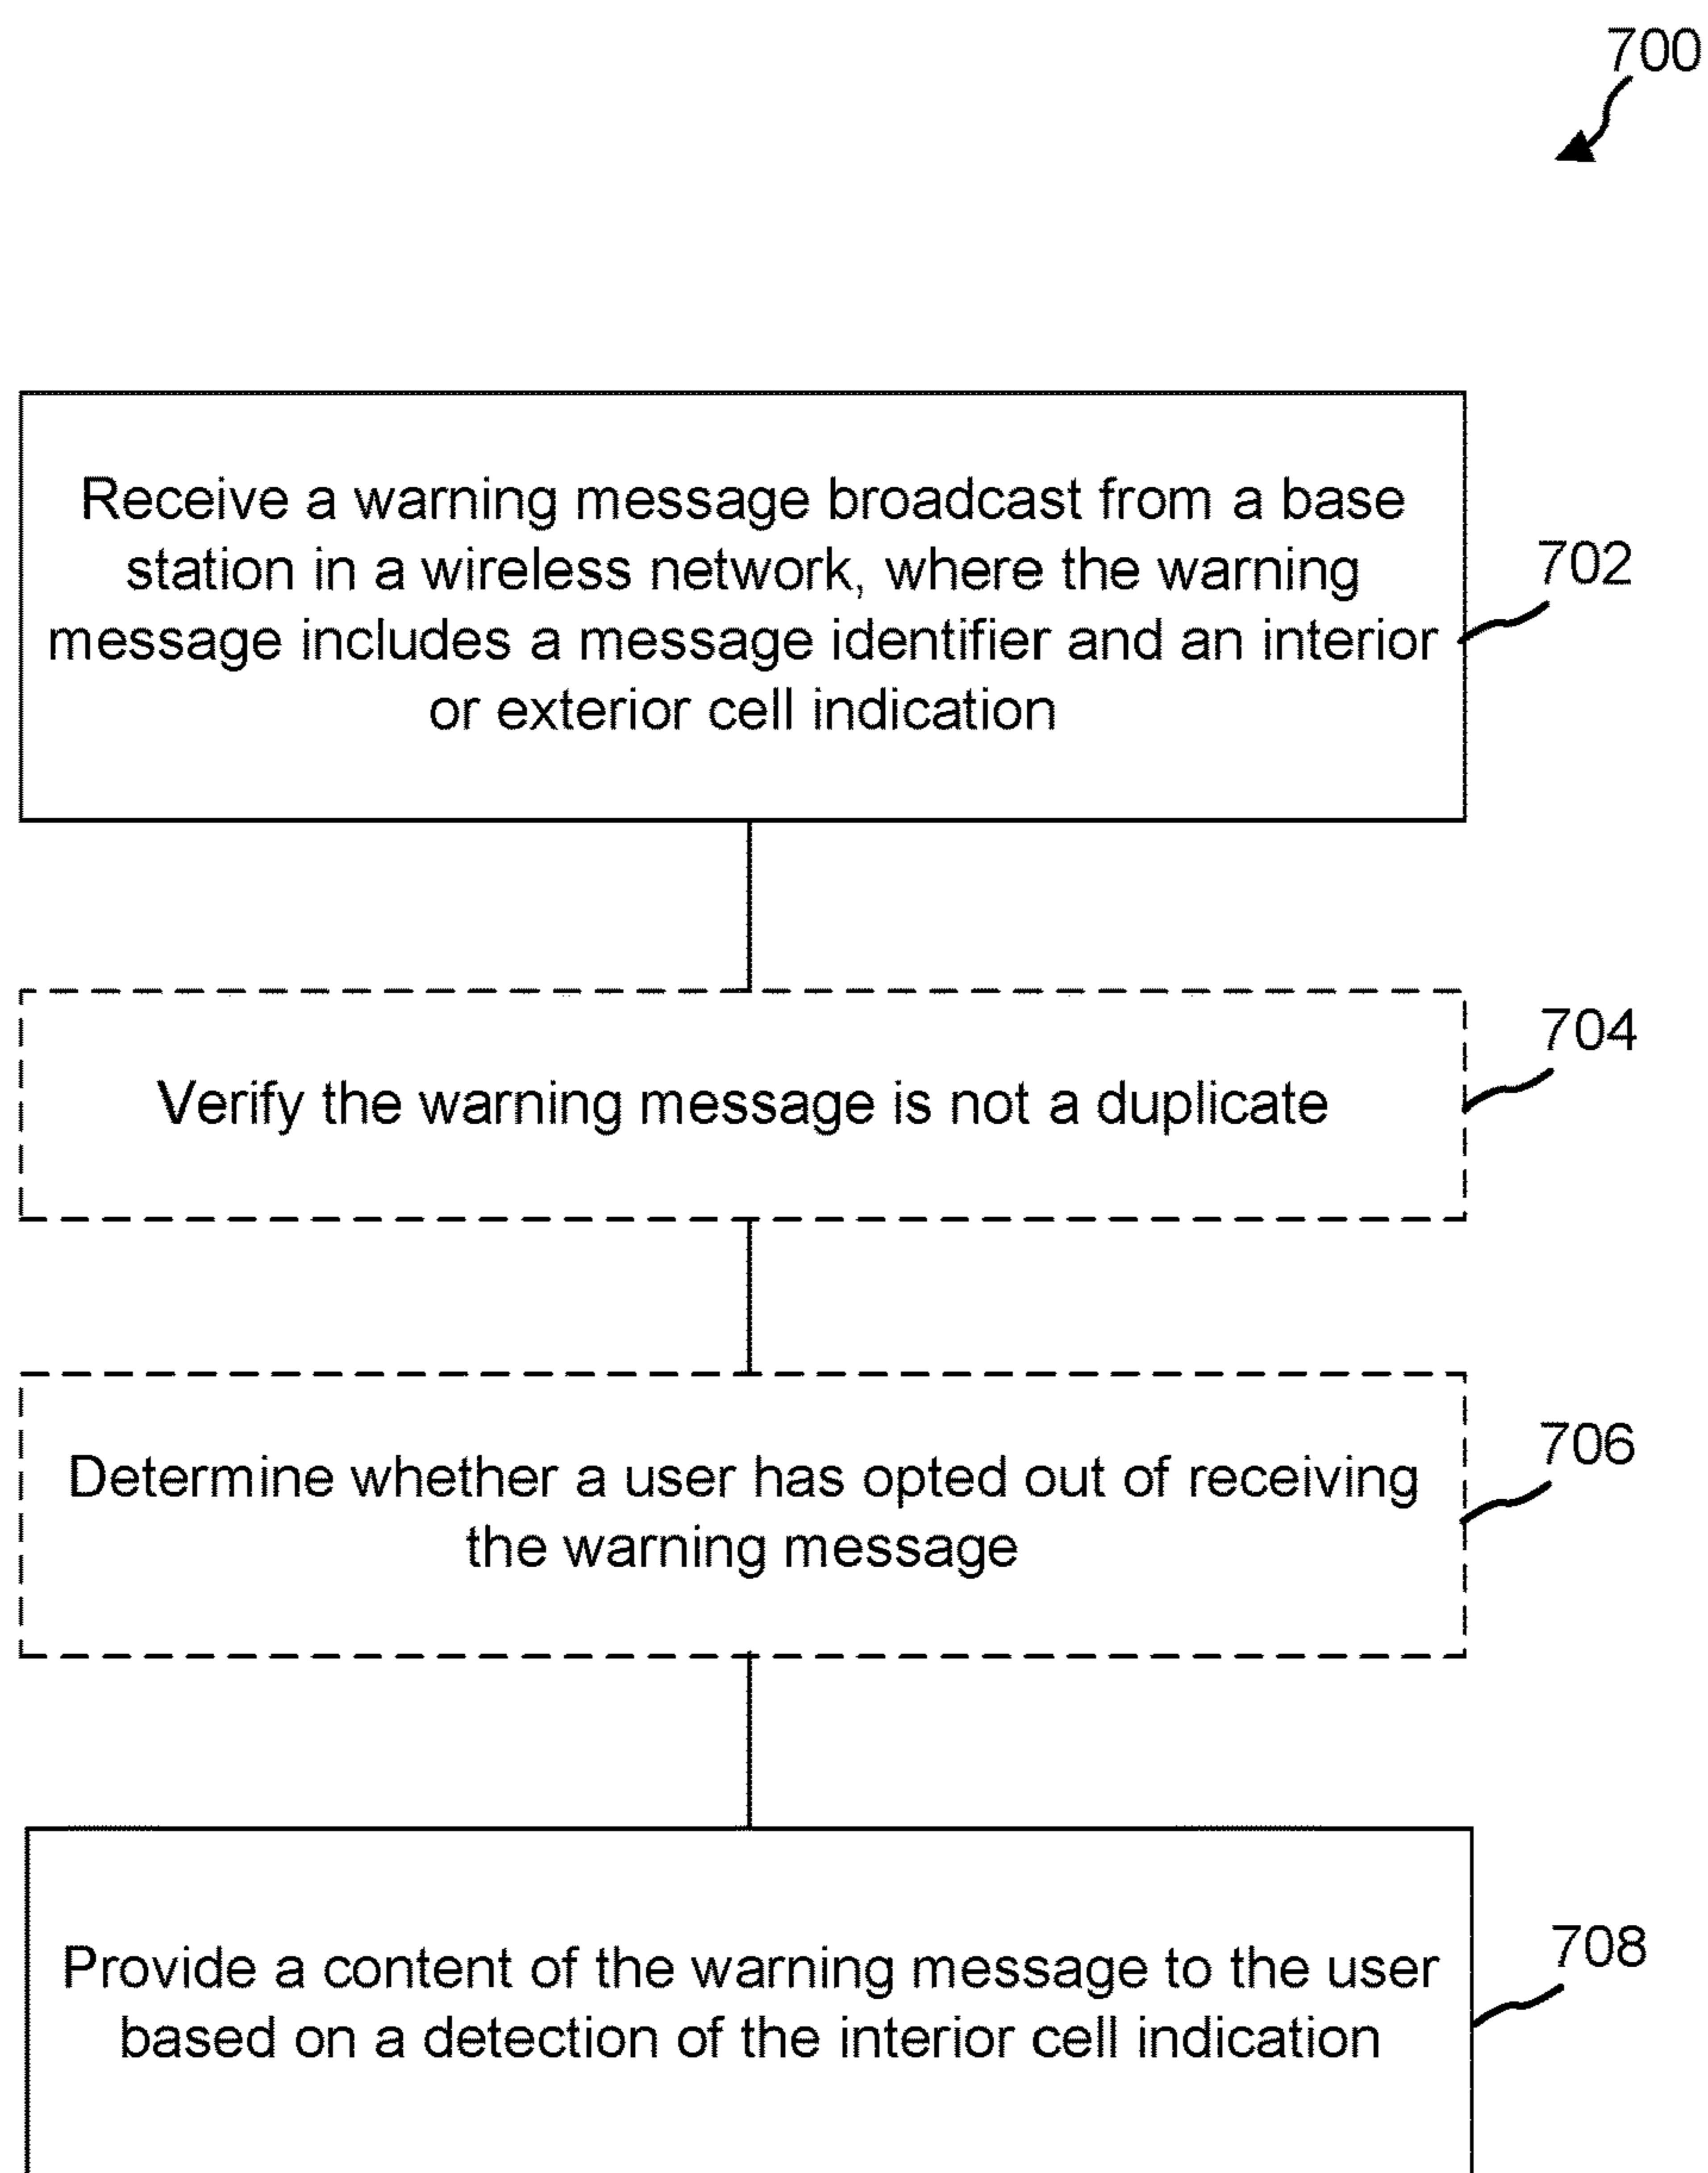 700
Receive a warning message broadcast from a base
station in a wireless network, where the warning
message includes a message identifier and an interior
or exterior cell indication
702
Verify the warning message is not a duplicate
704
Determine whether a user has opted out of receiving
the warning message
706
Provide a content of the warning message to the user
based on a detection of the interior cell indication
708